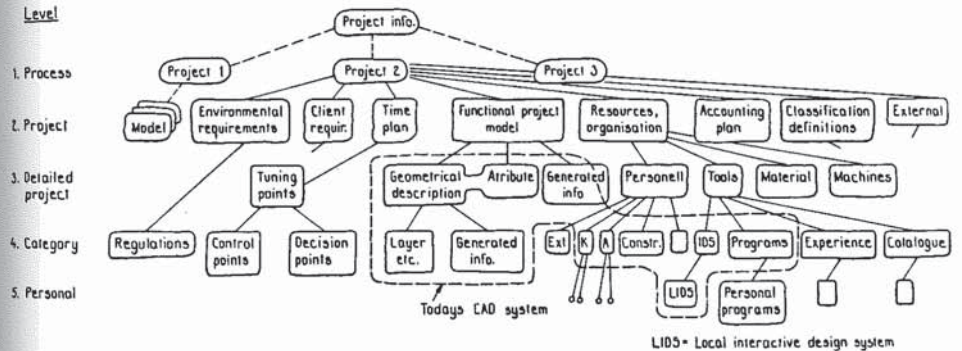 Level
Project info.
1. Process
Project 1
Project 2
Project 3
2. Project
Model
Environmental
requirements
Client
requir.
Time
plan
Functional project
model
Resources,
organisation
Accounting
plan
Classification
definitions
External
3. Detailed
project
Tuning
points
Geometrical
description
Atribute
Generated
info
Personell
Tools
Material
Machines
4. Category
Regulations
Control
points
Decision
points
Layer
etc.
Generated
info.
Ext
K
A
Constr.
IDS
Programs
Experience
Catalogue
5. Personal
Todays CAD system
LIDS
Personal
programs
LIDS= Local interactive design system